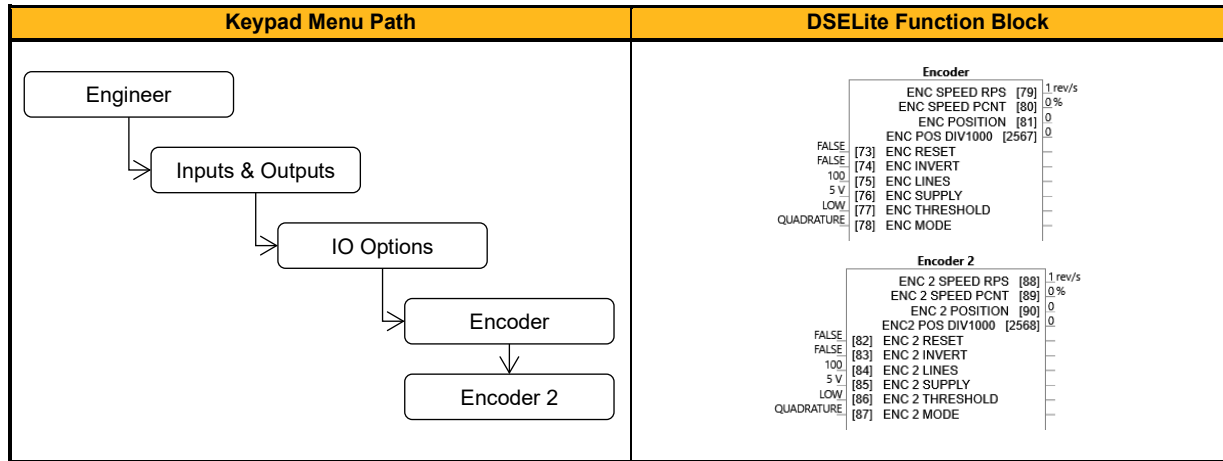 Keypad Menu Path
DSELite Function Block
Engineer
Inputs & Outputs
IO Options
Encoder
Encoder 2
Encoder
ENC SPEED RPS [79] 1 rev/s
ENC SPEED PCNT [80] 0 %
ENC POSITION [81] 0
ENC POS DIV1000 [2567] 0
FALSE [73] ENC RESET
FALSE [74] ENC INVERT
100 [75] ENC LINES
5 V [76] ENC SUPPLY
LOW [77] ENC THRESHOLD
QUADRATURE [78] ENC MODE
Encoder 2
ENC 2 SPEED RPS [88] 1 rev/s
ENC 2 SPEED PCNT [89] 0 %
ENC 2 POSITION [90] 0
ENC2 POS DIV1000 [2568] 0
FALSE [82] ENC 2 RESET
FALSE [83] ENC 2 INVERT
100 [84] ENC 2 LINES
5 V [85] ENC 2 SUPPLY
LOW [86] ENC 2 THRESHOLD
QUADRATURE [87] ENC 2 MODE